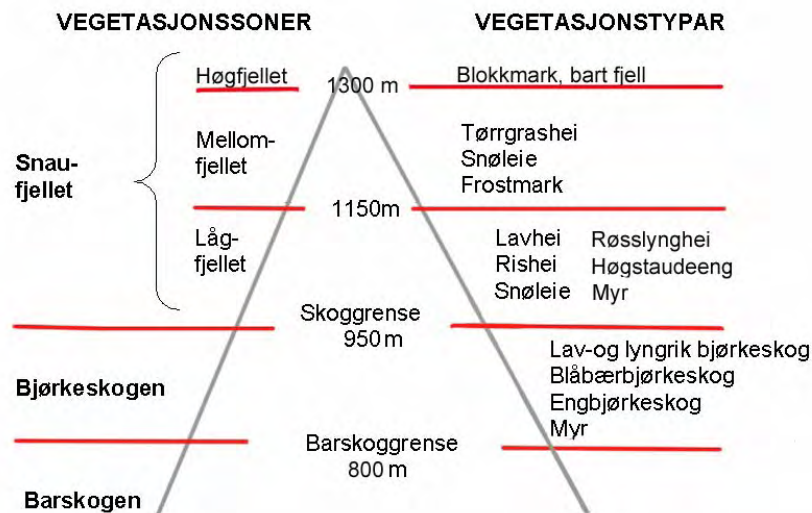 VEGETASJONSSONER
VEGETASJONSTYPAR
Høgfjellet
1300 m
Blokkmark, bart fjell
Snau-
fjellet
Mellom-
fjellet
Tørrgrashei
Snøleie
Frostmark
1150m
Låg-
fjellet
Lavhei
Rishei
Snøleie
Røsslynghei
Høgstaudeeng
Myr
Skoggrense
950 m
Bjørkeskogen
Lav-og lyngrik bjørkeskog
Blåbærbjørkeskog
Engbjørkeskog
Myr
Barskoggrense
800 m
Barskogen